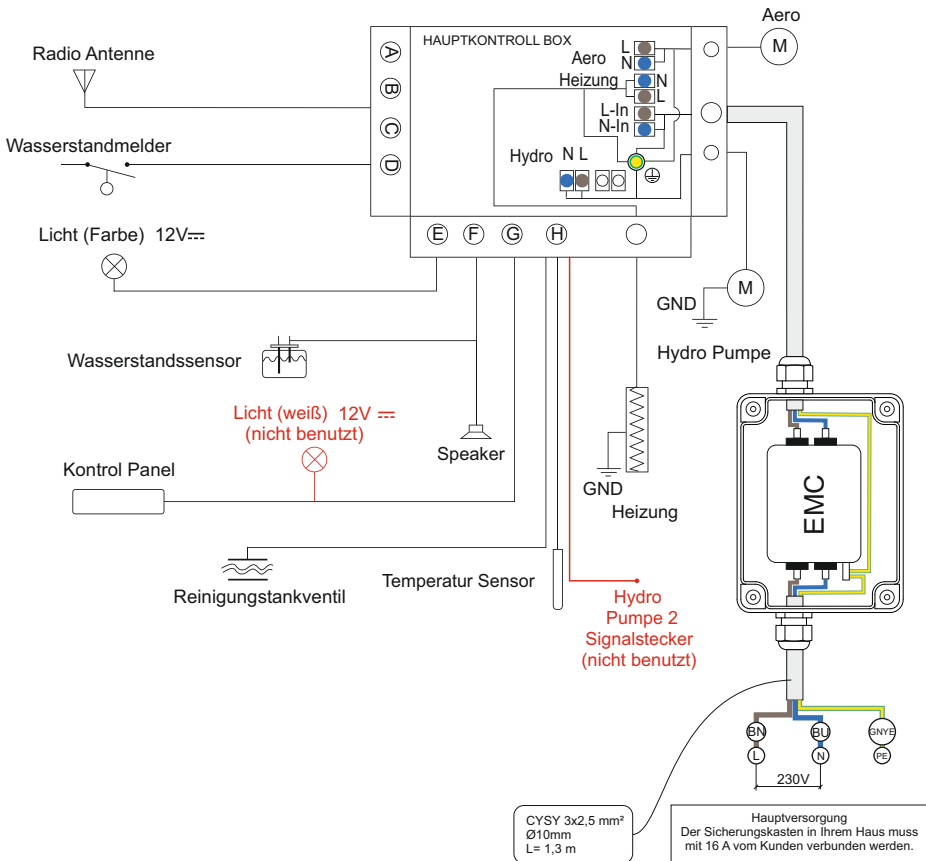 Aero
M
HAUPTKONTROLL BOX
Radio Antenne
A
B
C
D
Wasserstandmelder
Aero
L
N
Heizung
N
L
L-In
N-In
Hydro N L
Licht (Farbe) 12V
E
F
G
H
M
GND
Hydro Pumpe
Wasserstandssensor
Licht (weiß) 12V
(nicht benutzt)
Speaker
Kontrol Panel
GND
Heizung
EMC
Reinigungstankventil
Temperatur Sensor
Hydro
Pumpe 2
Signalstecker
(nicht benutzt)
BN
BU
GNYE
L
N
PE
230V
CYSY 3x2,5 mm²
Ø10mm
L= 1,3 m
Hauptversorgung
Der Sicherungskasten in Ihrem Haus muss
mit 16 A vom Kunden verbunden werden.